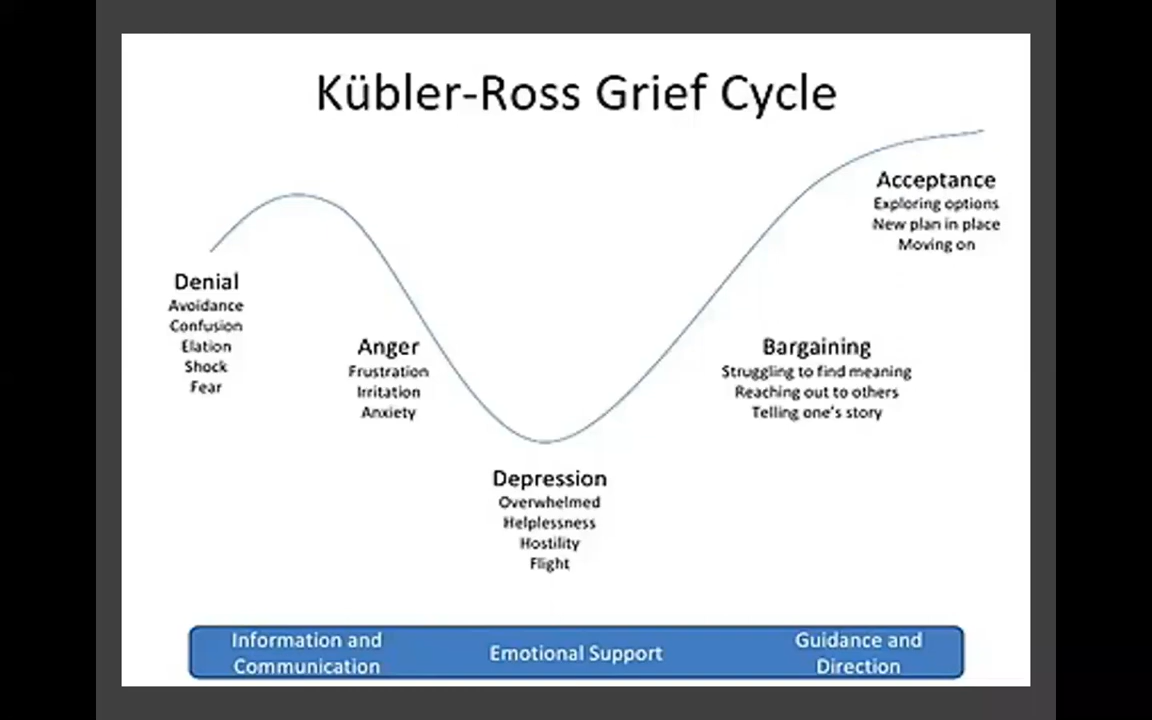 Kübler-Ross Grief Cycle
Denial
Avoidance
Confusion
Elation
Shock
Fear
Anger
Frustration
Irritation
Anxiety
Depression
Overwhelmed
Helplessness
Hostility
Flight
Bargaining
Struggling to find meaning
Reaching out to others
Telling one's story
Acceptance
Exploring options
New plan in place
Moving on
Information and
Communication
Emotional Support
Guidance and
Direction